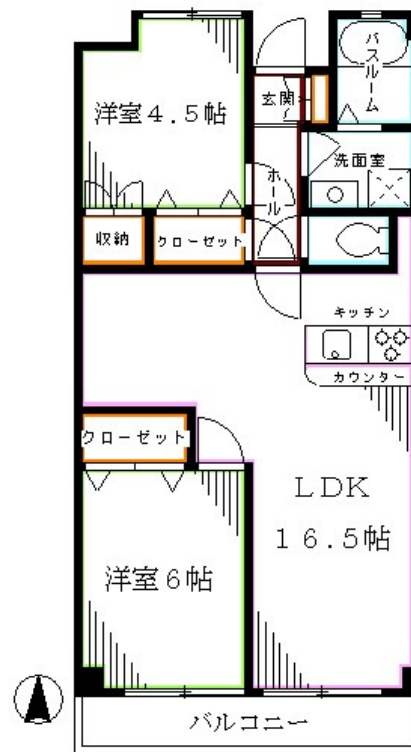 バスルーム
玄関
洋室4.5帖
洗面室
ホール
収納
クローゼット
キッチン
カウンター
クローゼット
LDK
16.5帖
洋室6帖
バルコニー